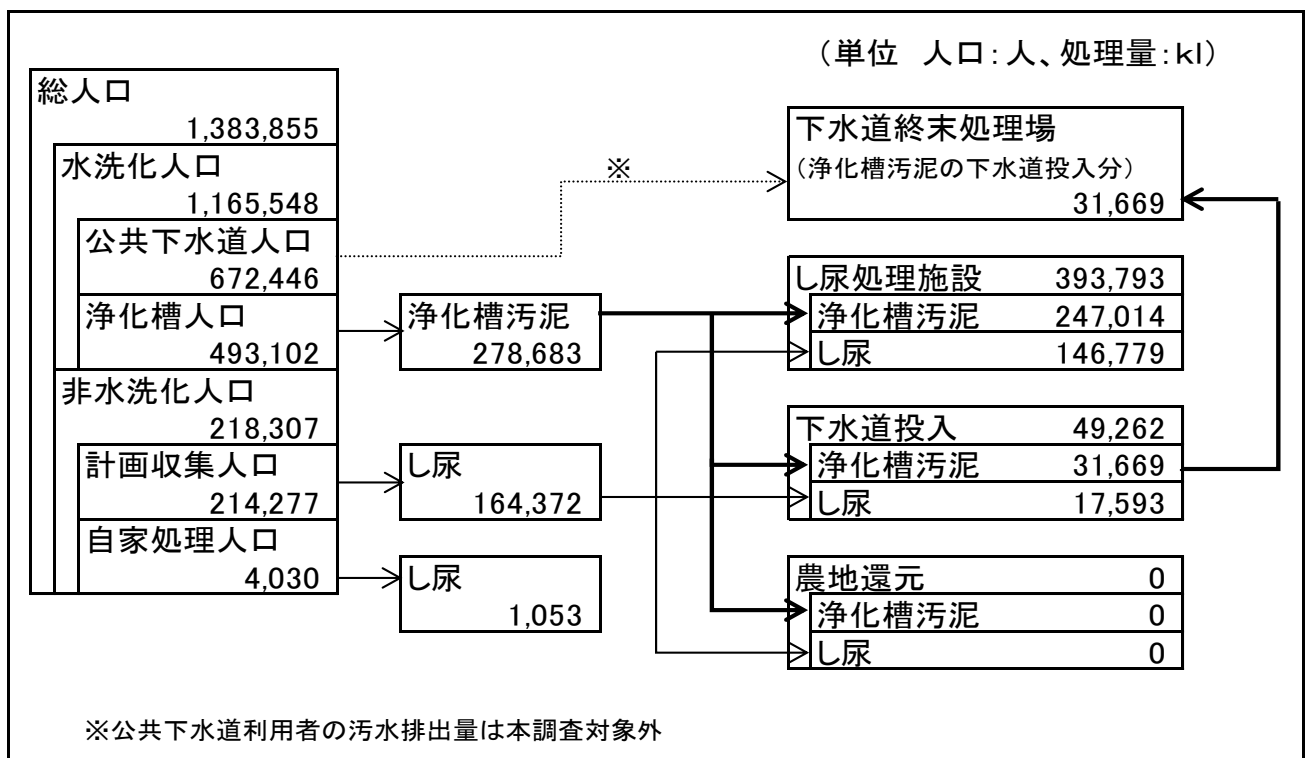 （単位　人口：人、処理量：kl）
総人口
1,383,855
水洗化人口
1,165,548
公共下水道人口
672,446
浄化槽人口
493,102
非水洗化人口
218,307
計画収集人口
214,277
自家処理人口
4,030
浄化槽汚泥
278,683
し尿
164,372
し尿
1,053
※
下水道終末処理場
（浄化槽汚泥の下水道投入分）
31,669
し尿処理施設 393,793
浄化槽汚泥 247,014
し尿 146,779
下水道投入 49,262
浄化槽汚泥 31,669
し尿 17,593
農地還元 0
浄化槽汚泥 0
し尿 0
※公共下水道利用者の汚水排出量は本調査対象外